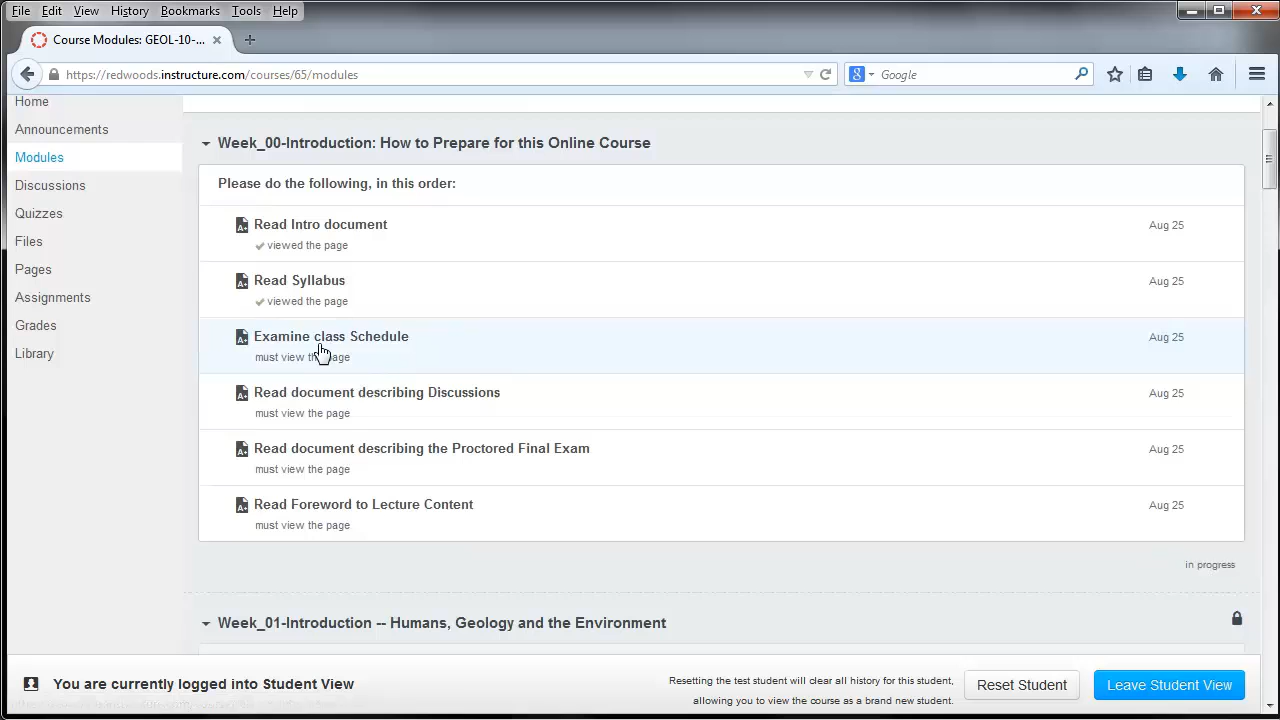 File Edit View History Bookmarks Tools Help
Course Modules: GEOL-10-...
https://redwoods.instructure.com/courses/65/modules
Google
Home
Announcements
Modules
Discussions
Quizzes
Files
Pages
Assignments
Grades
Library
Week_00-Introduction: How to Prepare for this Online Course
Please do the following, in this order:
Read Intro document Aug 25
viewed the page
Read Syllabus Aug 25
viewed the page
Examine class Schedule Aug 25
must view the page
Read document describing Discussions Aug 25
must view the page
Read document describing the Proctored Final Exam Aug 25
must view the page
Read Foreword to Lecture Content Aug 25
must view the page
in progress
Week_01-Introduction -- Humans, Geology and the Environment
You are currently logged into Student View
Resetting the test student will clear all history for this student,
allowing you to view the course as a brand new student.
Reset Student
Leave Student View